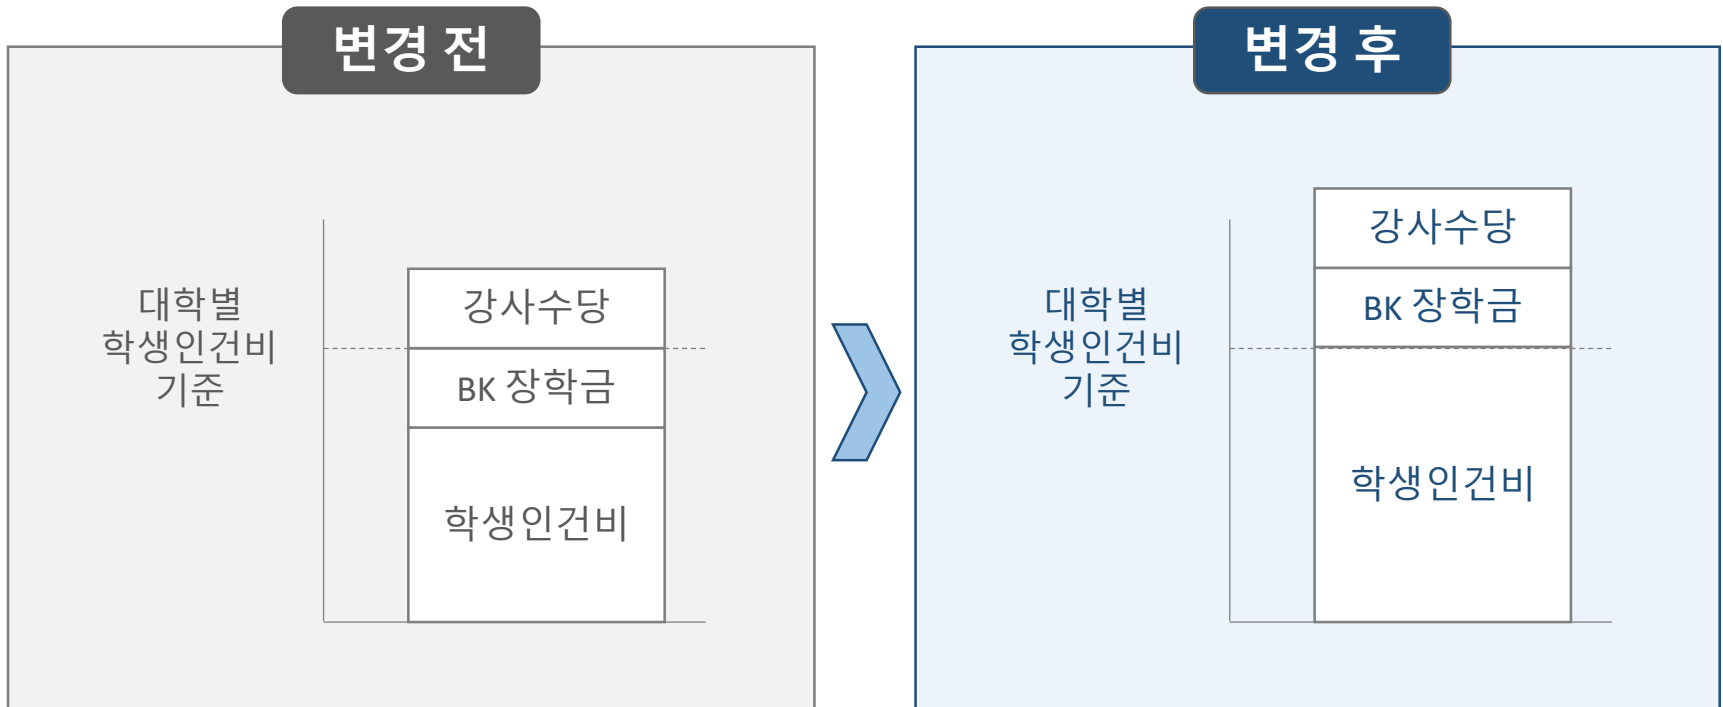 변경 전
대학별
학생인건비
기준
강사수당
BK 장학금
학생인건비
변경 후
대학별
학생인건비
기준
강사수당
BK 장학금
학생인건비